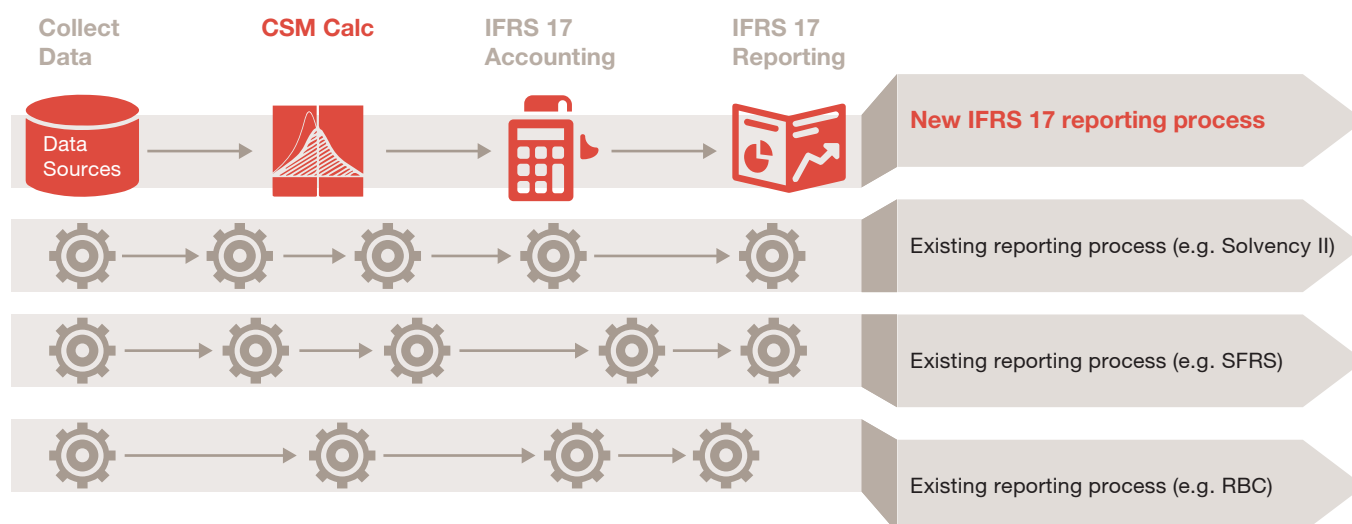 Collect
Data
CSM Calc
IFRS 17
Accounting
IFRS 17
Reporting
Data
Sources
New IFRS 17 reporting process
Existing reporting process (e.g. Solvency II)
Existing reporting process (e.g. SFRS)
Existing reporting process (e.g. RBC)